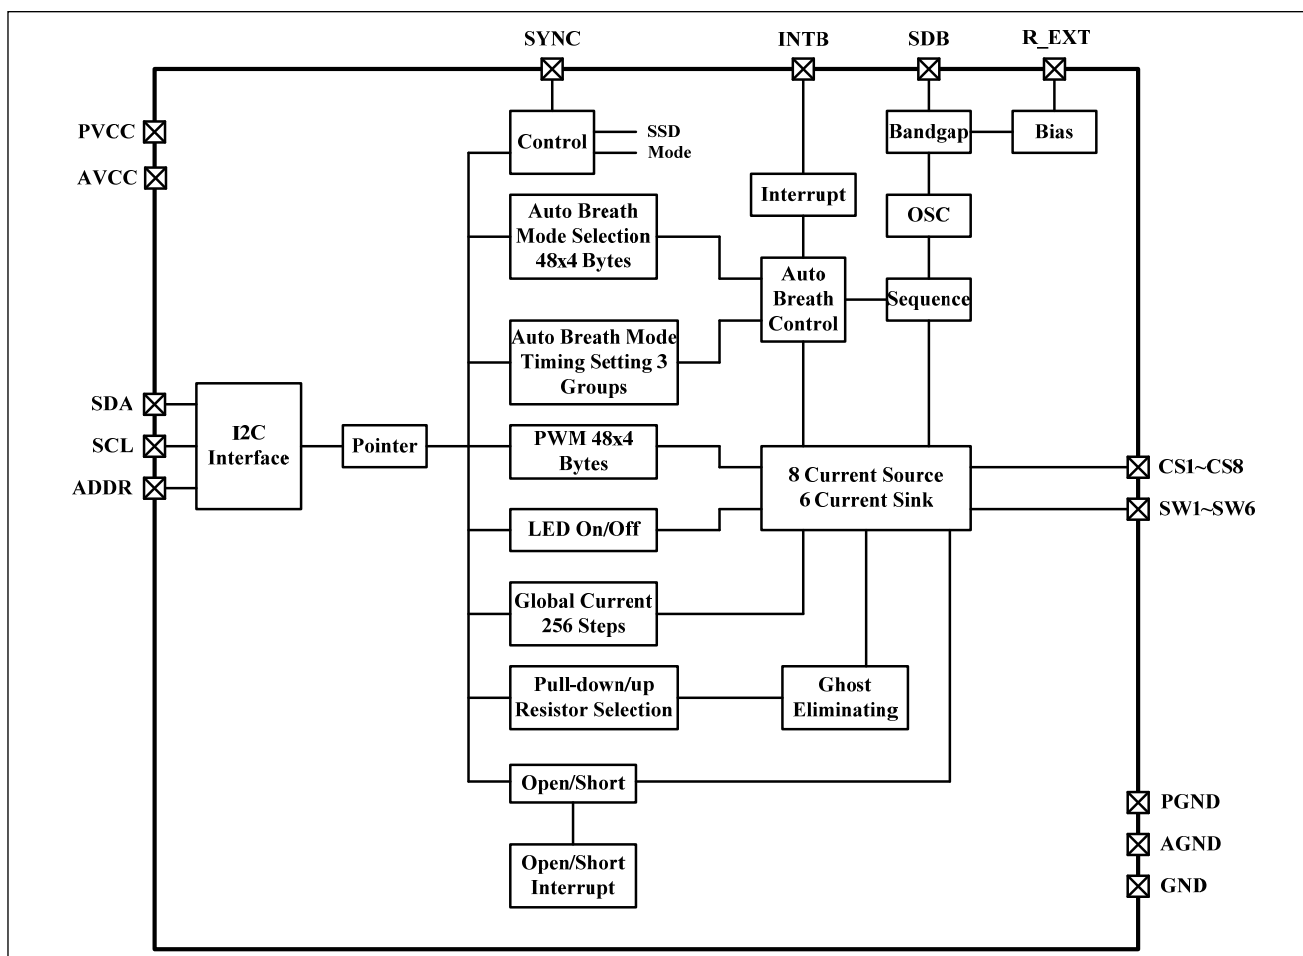 SYNC
INTB
SDB
R_EXT
PVCC
AVCC
Control
SSD
Mode
Bandgap
Bias
Interrupt
Auto Breath
Mode Selection
48x4 Bytes
OSC
Auto
Breath
Control
Sequence
Auto Breath Mode
Timing Setting 3
Groups
SDA
SCL
ADDR
I2C
Interface
Pointer
PWM 48x4
Bytes
8 Current Source
6 Current Sink
CS1~CS8
SW1~SW6
LED On/Off
Global Current
256 Steps
Pull-down/up
Resistor Selection
Ghost
Eliminating
Open/Short
Open/Short
Interrupt
PGND
AGND
GND